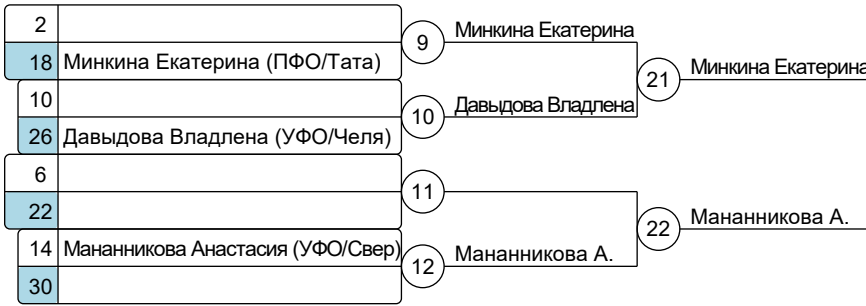 2
18 Минкина Екатерина (ПФО/Тата)
9 Минкина Екатерина
21 Минкина Екатерина
10
26 Давыдова Владлена (УФО/Челя)
10 Давыдова Владлена
6
22
11
22 Мананникова А.
14 Мананникова Анастасия (УФО/Свер)
30
12 Мананникова А.